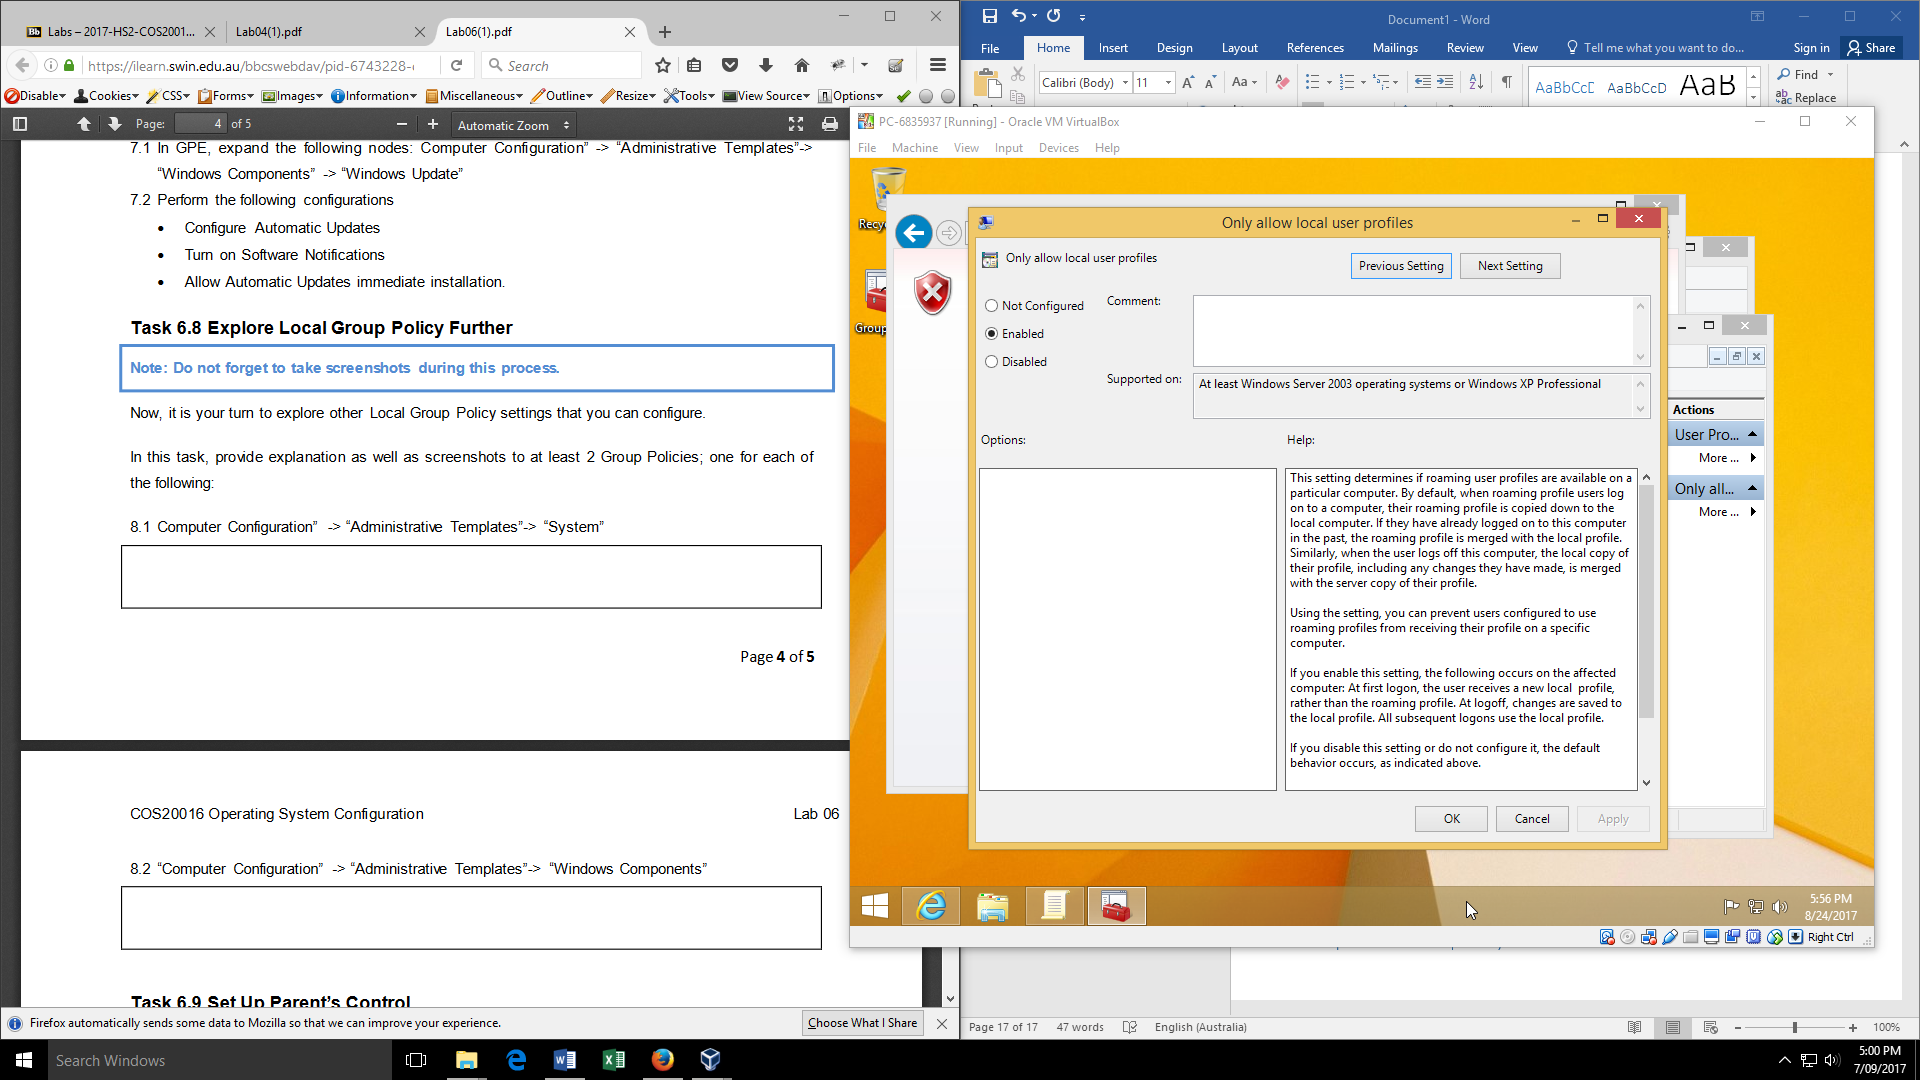 Labs – 2017-HS2-COS2001...
Lab04(1).pdf
Lab06(1).pdf
https://ilearn.swin.edu.au/bbcswebdav/pid-6743228-
Search
Disable
Cookies
CSS
Forms
Images
Information
Miscellaneous
Outline
Resize
Tools
View Source
Options
Page:
4
of 5
Automatic Zoom
7.1 In GPE, expand the following nodes: Computer Configuration” -> “Administrative Templates”->
“Windows Components” -> “Windows Update”
7.2 Perform the following configurations
• Configure Automatic Updates
• Turn on Software Notifications
• Allow Automatic Updates immediate installation.
Task 6.8 Explore Local Group Policy Further
Note: Do not forget to take screenshots during this process.
Now, it is your turn to explore other Local Group Policy settings that you can configure.
In this task, provide explanation as well as screenshots to at least 2 Group Policies; one for each of
the following:
8.1 Computer Configuration” -> “Administrative Templates”-> “System”
Page 4 of 5
COS20016 Operating System Configuration
Lab 06
8.2 “Computer Configuration” -> “Administrative Templates”-> “Windows Components”
Task 6.9 Set Up Parent’s Control
Firefox automatically sends some data to Mozilla so that we can improve your experience.
Choose What I Share
Document1 - Word
File
Home
Insert
Design
Layout
References
Mailings
Review
View
Tell me what you want to do...
Sign in
Share
Calibri (Body)
11
Aa
AaBbCcDc
AaBbCcD
AaB
Find
Replace
PC-6835937 [Running] - Oracle VM VirtualBox
File
Machine
View
Input
Devices
Help
Recy
Group
Only allow local user profiles
Only allow local user profiles
Previous Setting
Next Setting
Not Configured
Enabled
Disabled
Comment:
Supported on:
At least Windows Server 2003 operating systems or Windows XP Professional
Options:
Help:
This setting determines if roaming user profiles are available on a
particular computer. By default, when roaming profile users log
on to a computer, their roaming profile is copied down to the
local computer. If they have already logged on to this computer
in the past, the roaming profile is merged with the local profile.
Similarly, when the user logs off this computer, the local copy of
their profile, including any changes they have made, is merged
with the server copy of their profile.
Using the setting, you can prevent users configured to use
roaming profiles from receiving their profile on a specific
computer.
If you enable this setting, the following occurs on the affected
computer: At first logon, the user receives a new local profile,
rather than the roaming profile. At logoff, changes are saved to
the local profile. All subsequent logons use the local profile.
If you disable this setting or do not configure it, the default
behavior occurs, as indicated above.
OK
Cancel
Apply
Actions
User Pro...
More ...
Only all...
More ...
5:56 PM
8/24/2017
Right Ctrl
Page 17 of 17
47 words
English (Australia)
100%
Search Windows
5:00 PM
7/09/2017